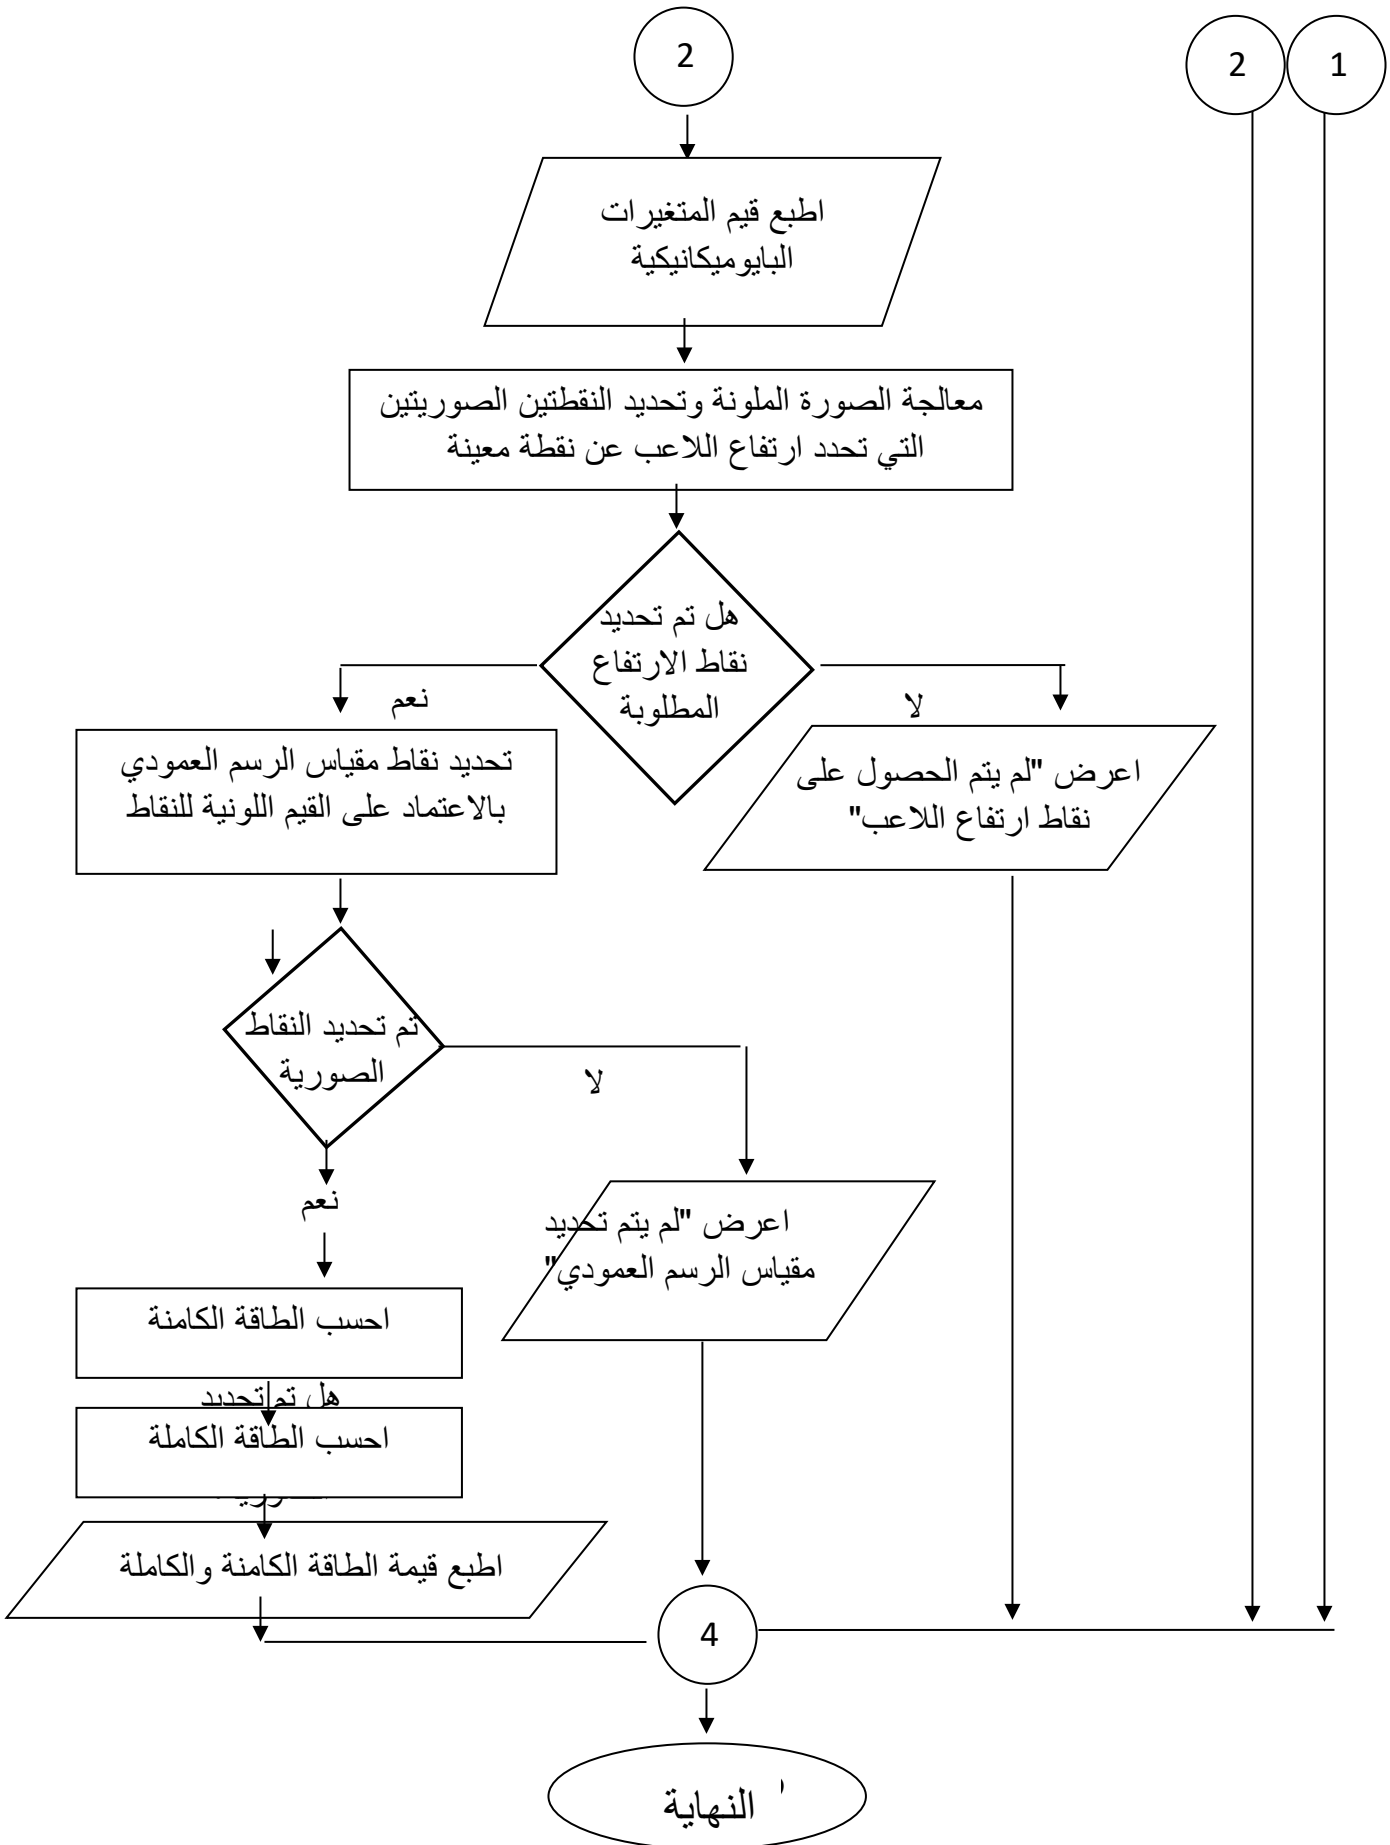 2
2
1
اطبع قيم المتغيرات
البايوميكانيكية
معالجة الصورة الملونة وتحديد النقطتين الصوريتين
التي تحدد ارتفاع اللاعب عن نقطة معينة
هل تم تحديد
نقاط الارتفاع
المطلوبة
نعم
لا
تحديد نقاط مقياس الرسم العمودي
بالاعتماد على القيم اللونية للنقاط
اعرض "لم يتم الحصول على
نقاط ارتفاع اللاعب"
تم تحديد النقاط
الصورية
لا
نعم
اعرض "لم يتم تحديد
مقياس الرسم العمودي"
احسب الطاقة الكامنة
هل تم تحديد
احسب الطاقة الكاملة
اطبع قيمة الطاقة الكامنة والكاملة
4
النهاية